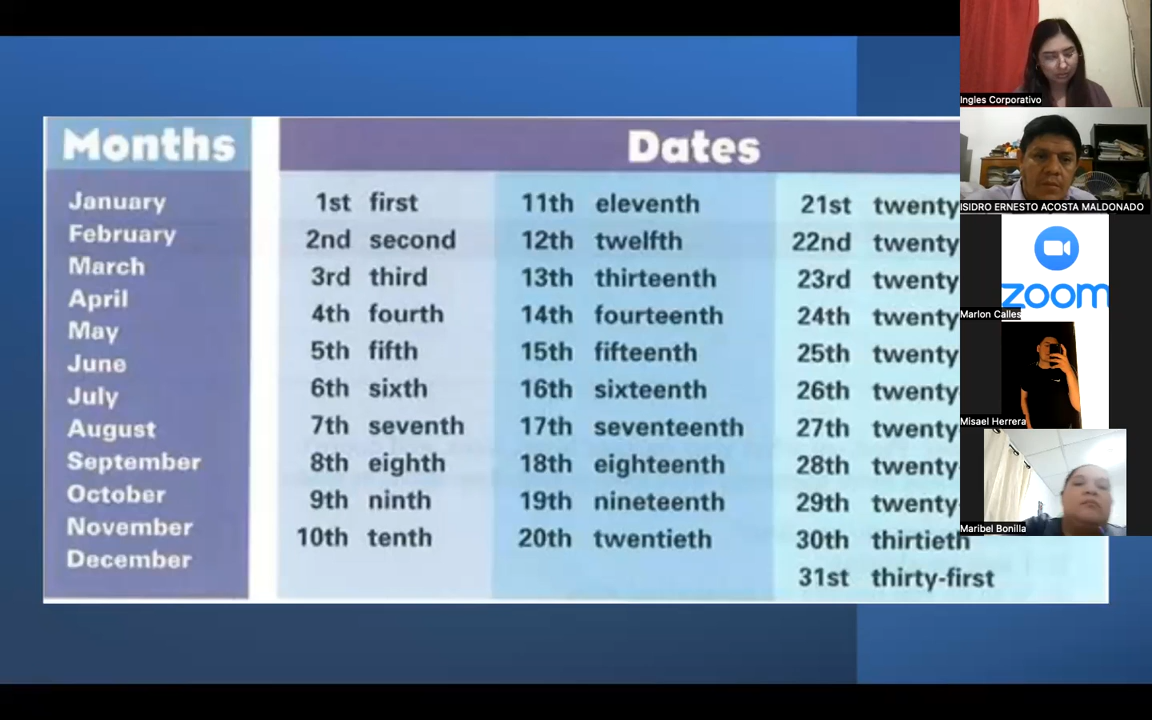 Months
January
February
March
April
May
June
July
August
September
October
November
December
Dates
1st first
2nd second
3rd third
4th fourth
5th fifth
6th sixth
7th seventh
8th eighth
9th ninth
10th tenth
11th eleventh
12th twelfth
13th thirteenth
14th fourteenth
15th fifteenth
16th sixteenth
17th seventeenth
18th eighteenth
19th nineteenth
20th twentieth
21st twenty
22nd twenty
23rd twenty
24th twenty
25th twenty
26th twenty
27th twenty
28th twenty-
29th twenty-
30th thirtieth
31st thirty-first
Ingles Corporativo
ISIDRO ERNESTO ACOSTA MALDONADO
zoom
Marlon Calles
Misael Herrera
Maribel Bonilla